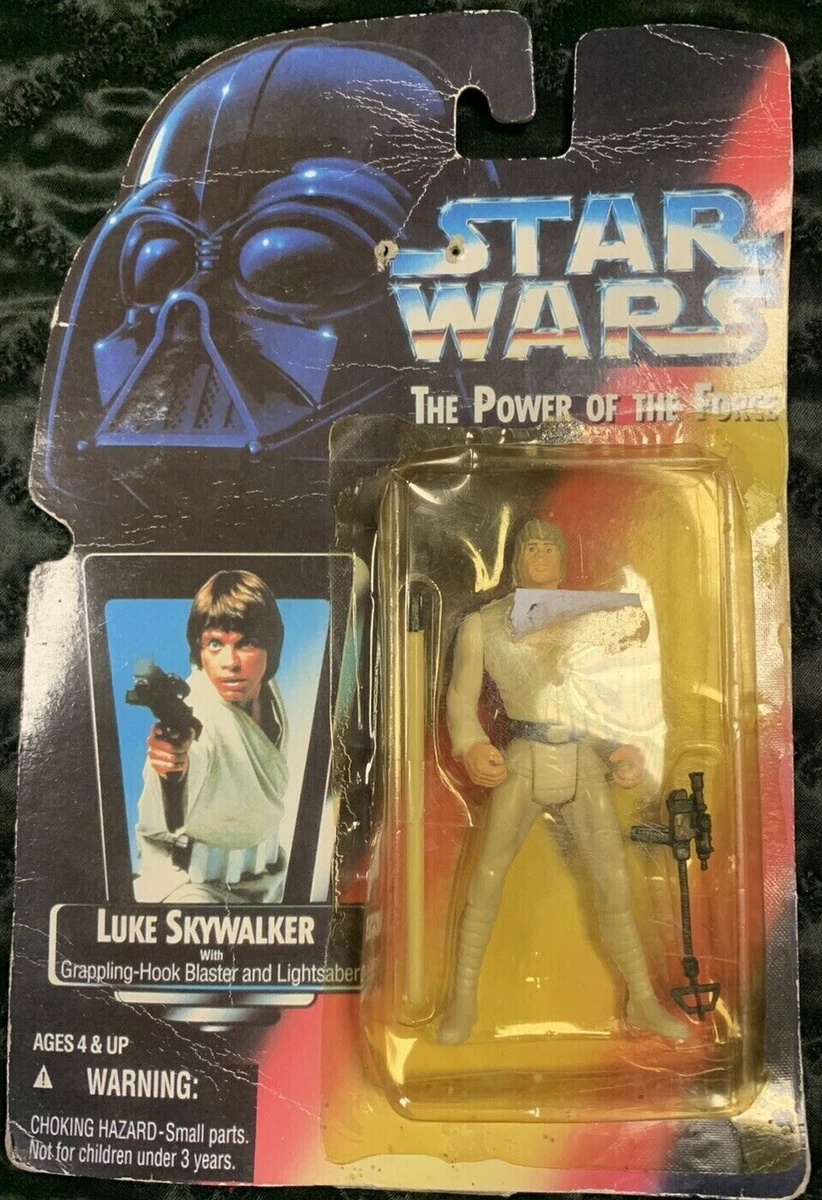 STAR
WARS
THE POWER OF THE FORCE
LUKE SKYWALKER
With
Grappling-Hook Blaster and Lightsaber
AGES 4 & UP
WARNING:
CHOKING HAZARD-Small parts.
Not for children under 3 years.